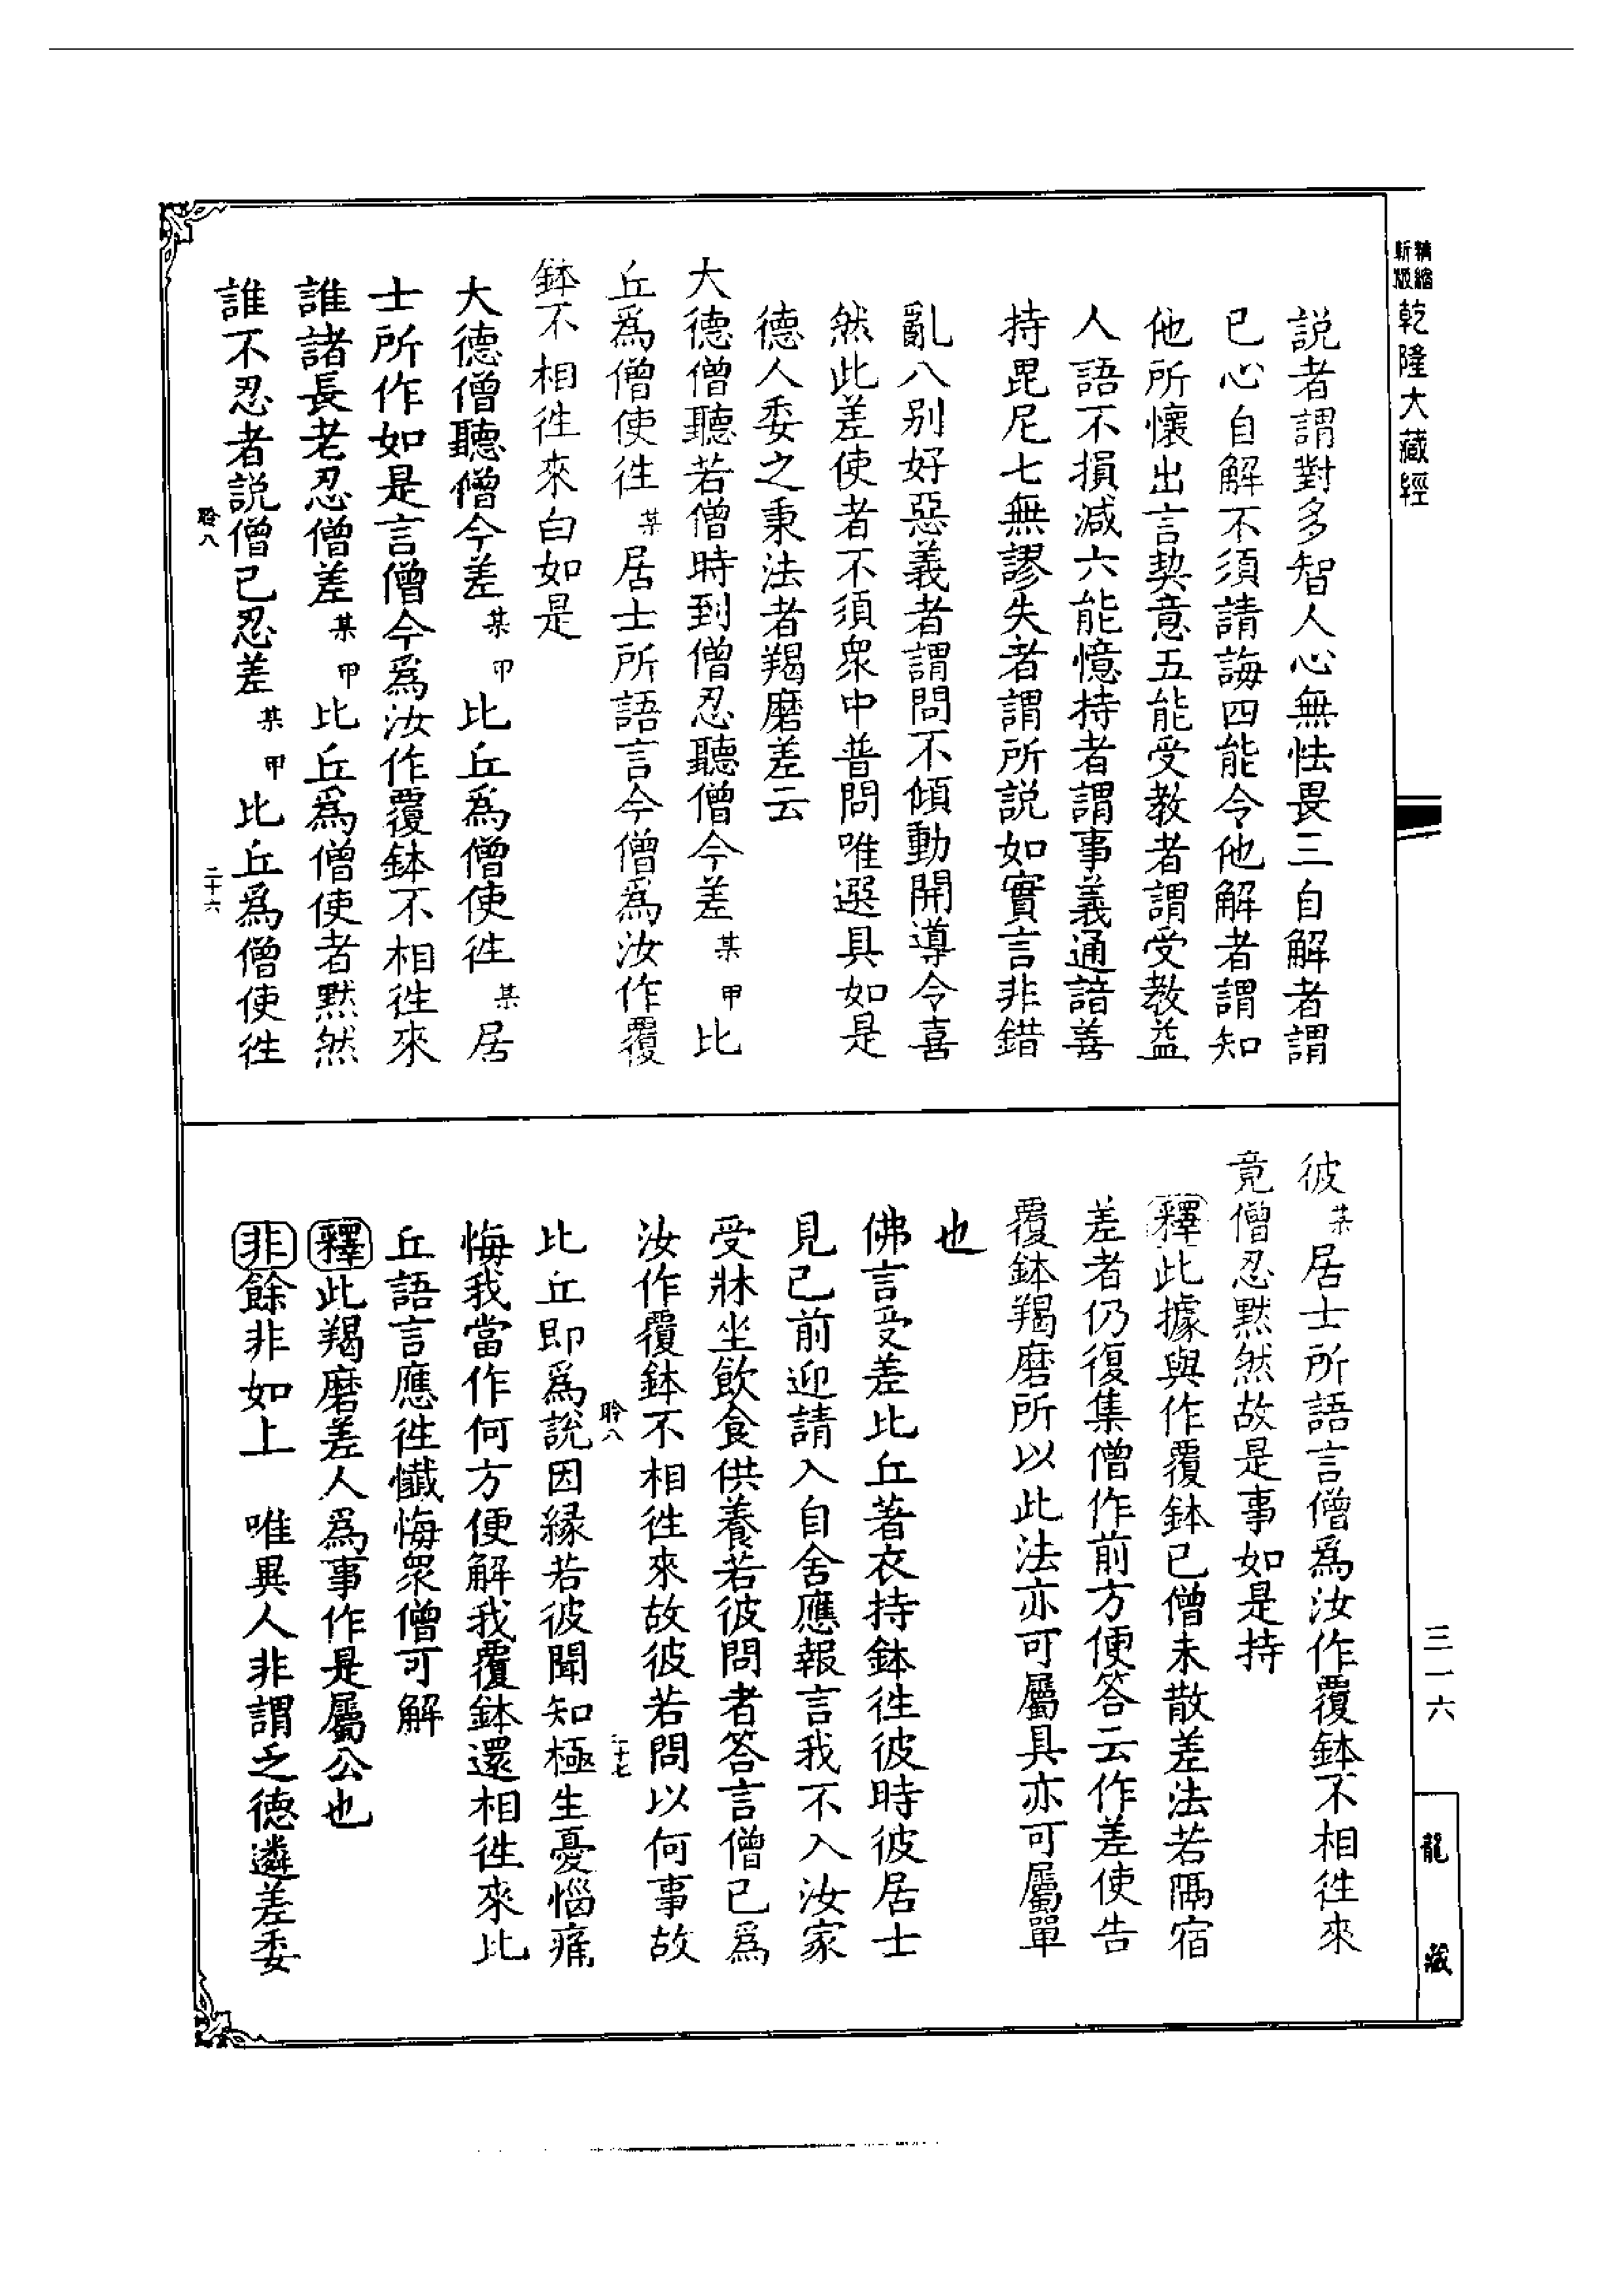 精縮新版乾隆大藏經
説者謂對多智人心無怯畏三自解者謂
已心自解不須請誨四能令他解者謂知
他所懷出言契意五能受教者謂受教益
人語不損减六能憶持者謂事義通諳善
持毘尼七無謬失者謂所説如實言非錯
亂八别好惡義者謂問不傾動開導令喜
然此差使者不須衆中普問唯選具如是
德人委之秉法者羯磨差云
大德僧聽若僧時到僧忍聽僧今差某甲比
丘爲僧使徃某居士所語言今僧爲汝作覆
鉢不相徃來白如是
大德僧聽僧今差某甲比丘爲僧使徃某居
士所作如是言僧今爲汝作覆鉢不相徃來
誰諸長老忍僧差某甲比丘爲僧使者黙然
誰不忍者説僧已忍差某甲比丘爲僧使徃
聆八
二十六
彼某居士所語言僧爲汝作覆鉢不相徃來
竟僧忍黙然故是事如是持
釋此據與作覆鉢已僧未散差法若隔宿
差者仍復集僧作前方便答云作差使告
覆鉢羯磨所以此法亦可屬具亦可屬單
也
佛言受差比丘著衣持鉢徃彼時彼居士
見已前迎請入自舍應報言我不入汝家
受牀坐飲食供養若彼問者答言僧已爲
汝作覆鉢不相徃來故彼若問以何事故
聆八
二十七
比丘即爲説因縁若彼聞知極生憂惱痛
悔我當作何方便解我覆鉢還相徃來比
丘語言應徃懺悔衆僧可解
釋此羯磨差人爲事作是屬公也
非餘非如上 唯異人非謂乏德遴差委
三一六
龍藏